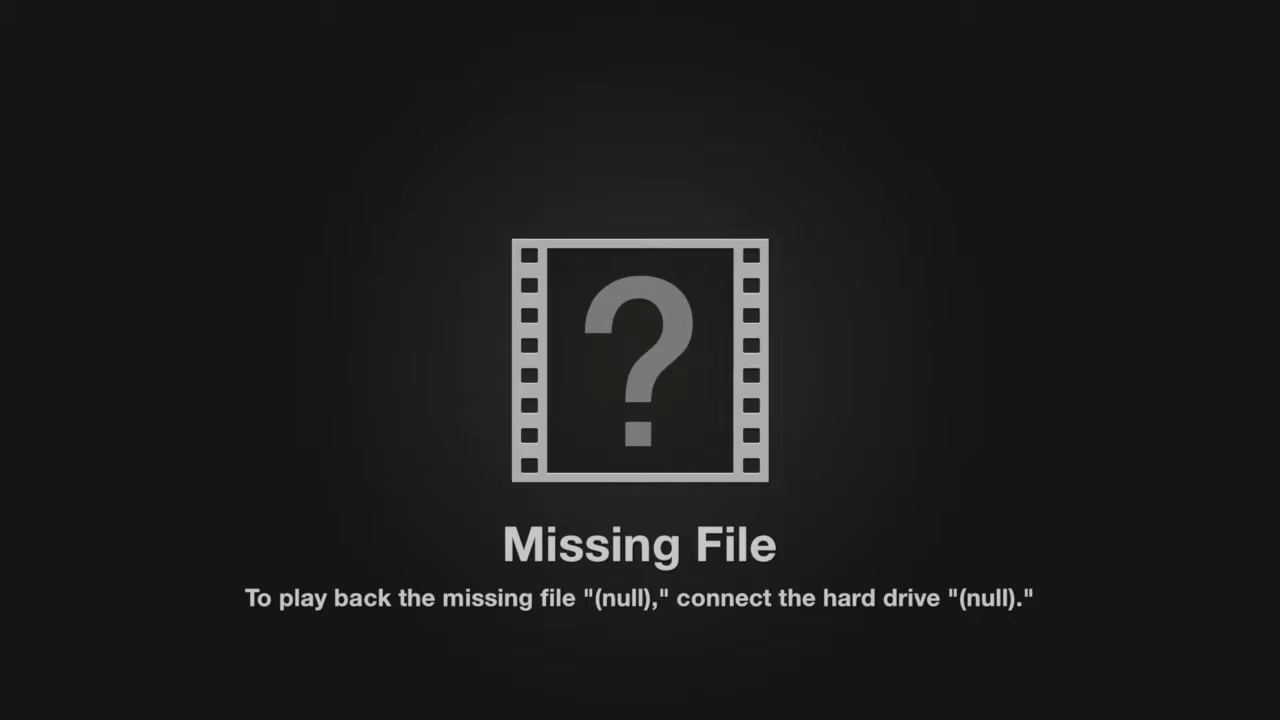 ?
Missing File
To play back the missing file "(null)," connect the hard drive "(null)."